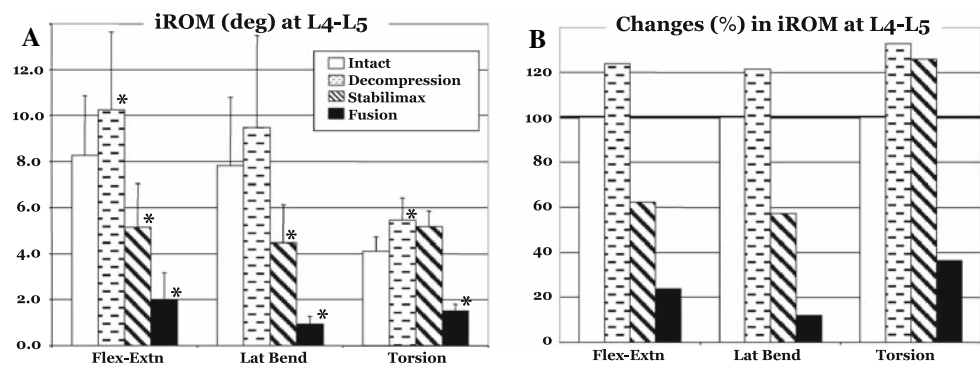 A
iROM (deg) at L4-L5
12.0
10.0
8.0
6.0
4.0
2.0
0.0
Intact
Decompression
Stabilimax
Fusion
*
*
*
*
*
*
*
Flex-Extn
Lat Bend
Torsion
B
Changes (%) in iROM at L4-L5
120
100
80
60
40
20
0
Flex-Extn
Lat Bend
Torsion